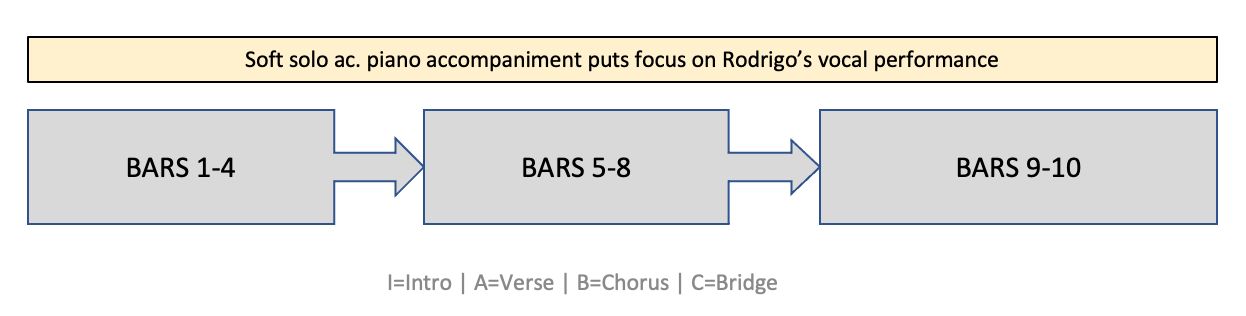 Soft solo ac. piano accompaniment puts focus on Rodrigo’s vocal performance
BARS 1-4
BARS 5-8
BARS 9-10
I=Intro | A=Verse | B=Chorus | C=Bridge